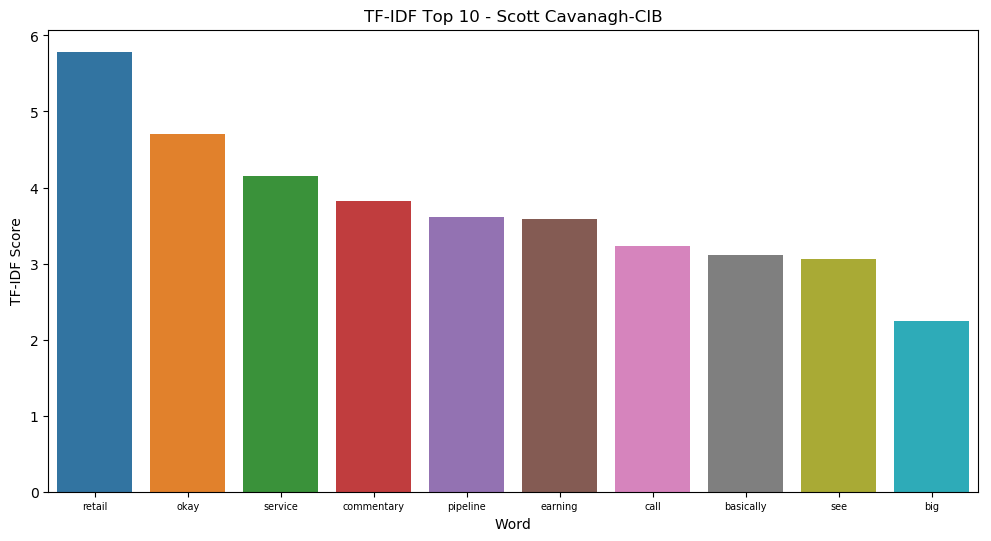 TF-IDF Top 10 - Scott Cavanagh-CIB
6
5
4
3
2
1
0
TF-IDF Score
retail okay service commentary pipeline earning call basically see big
Word